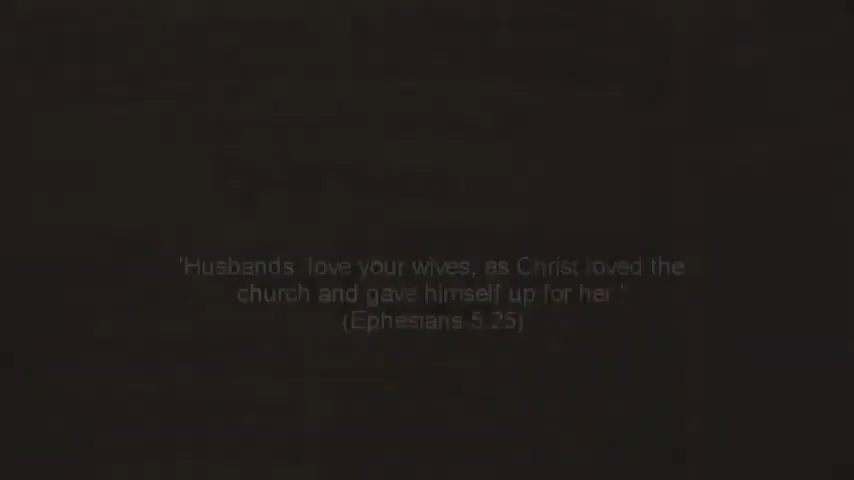 "Husbands, love your wives, as Christ loved the
church and gave himself up for her."
(Ephesians 5.25)